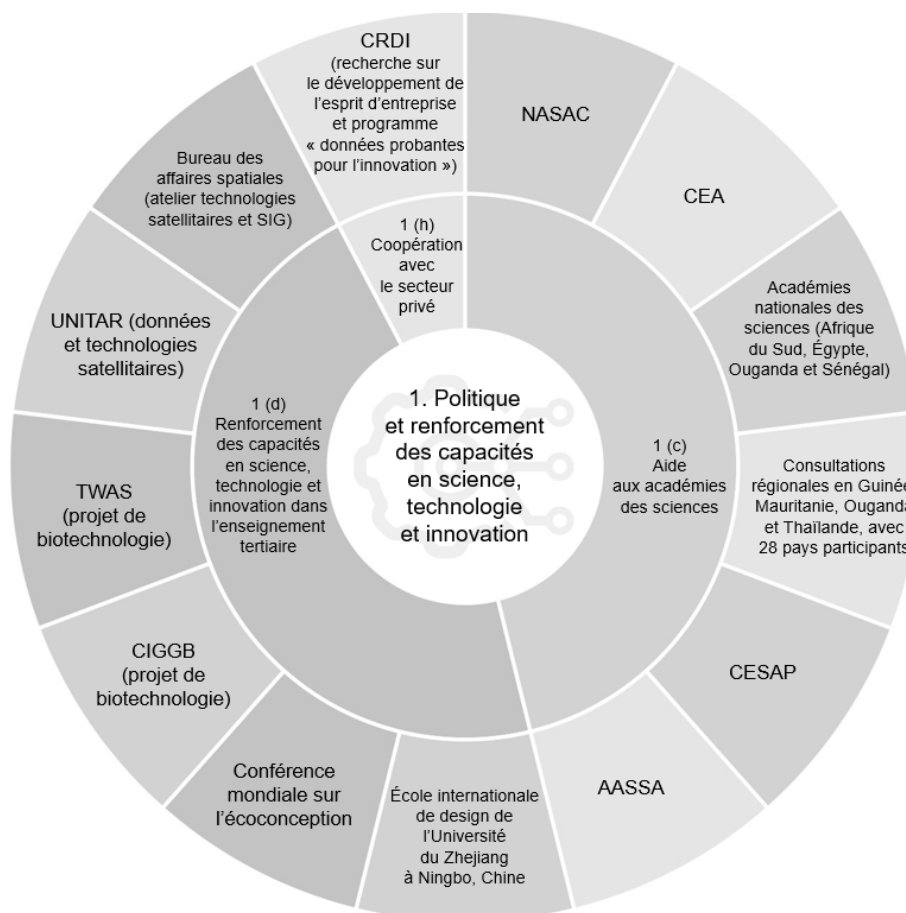 CRDI
(recherche sur
le développement de
l’esprit d’entreprise
et programme
« données probantes
pour l’innovation »)
NASAC
CEA
Académies
nationales des
sciences (Afrique
du Sud, Égypte,
Ouganda et Sénégal)
Consultations
régionales en Guinée
Mauritanie, Ouganda
et Thaïlande, avec
28 pays participants
CESAP
AASSA
École internationale
de design de
l’Université
du Zhejiang
à Ningbo, Chine
Conférence
mondiale sur
l’écoconception
CIGGB
(projet de
biotechnologie)
TWAS
(projet de
biotechnologie)
UNITAR (données
et technologies
satellitaires)
Bureau des
affaires spatiales
(atelier technologies
satellitaires et SIG)
1 (h)
Coopération
avec
le secteur
privé
1 (c)
Aide
aux académies
des sciences
1 (d)
Renforcement
des capacités
en science,
technologie et
innovation dans
l’enseignement
tertiaire
1. Politique
et renforcement
des capacités
en science,
technologie
et innovation